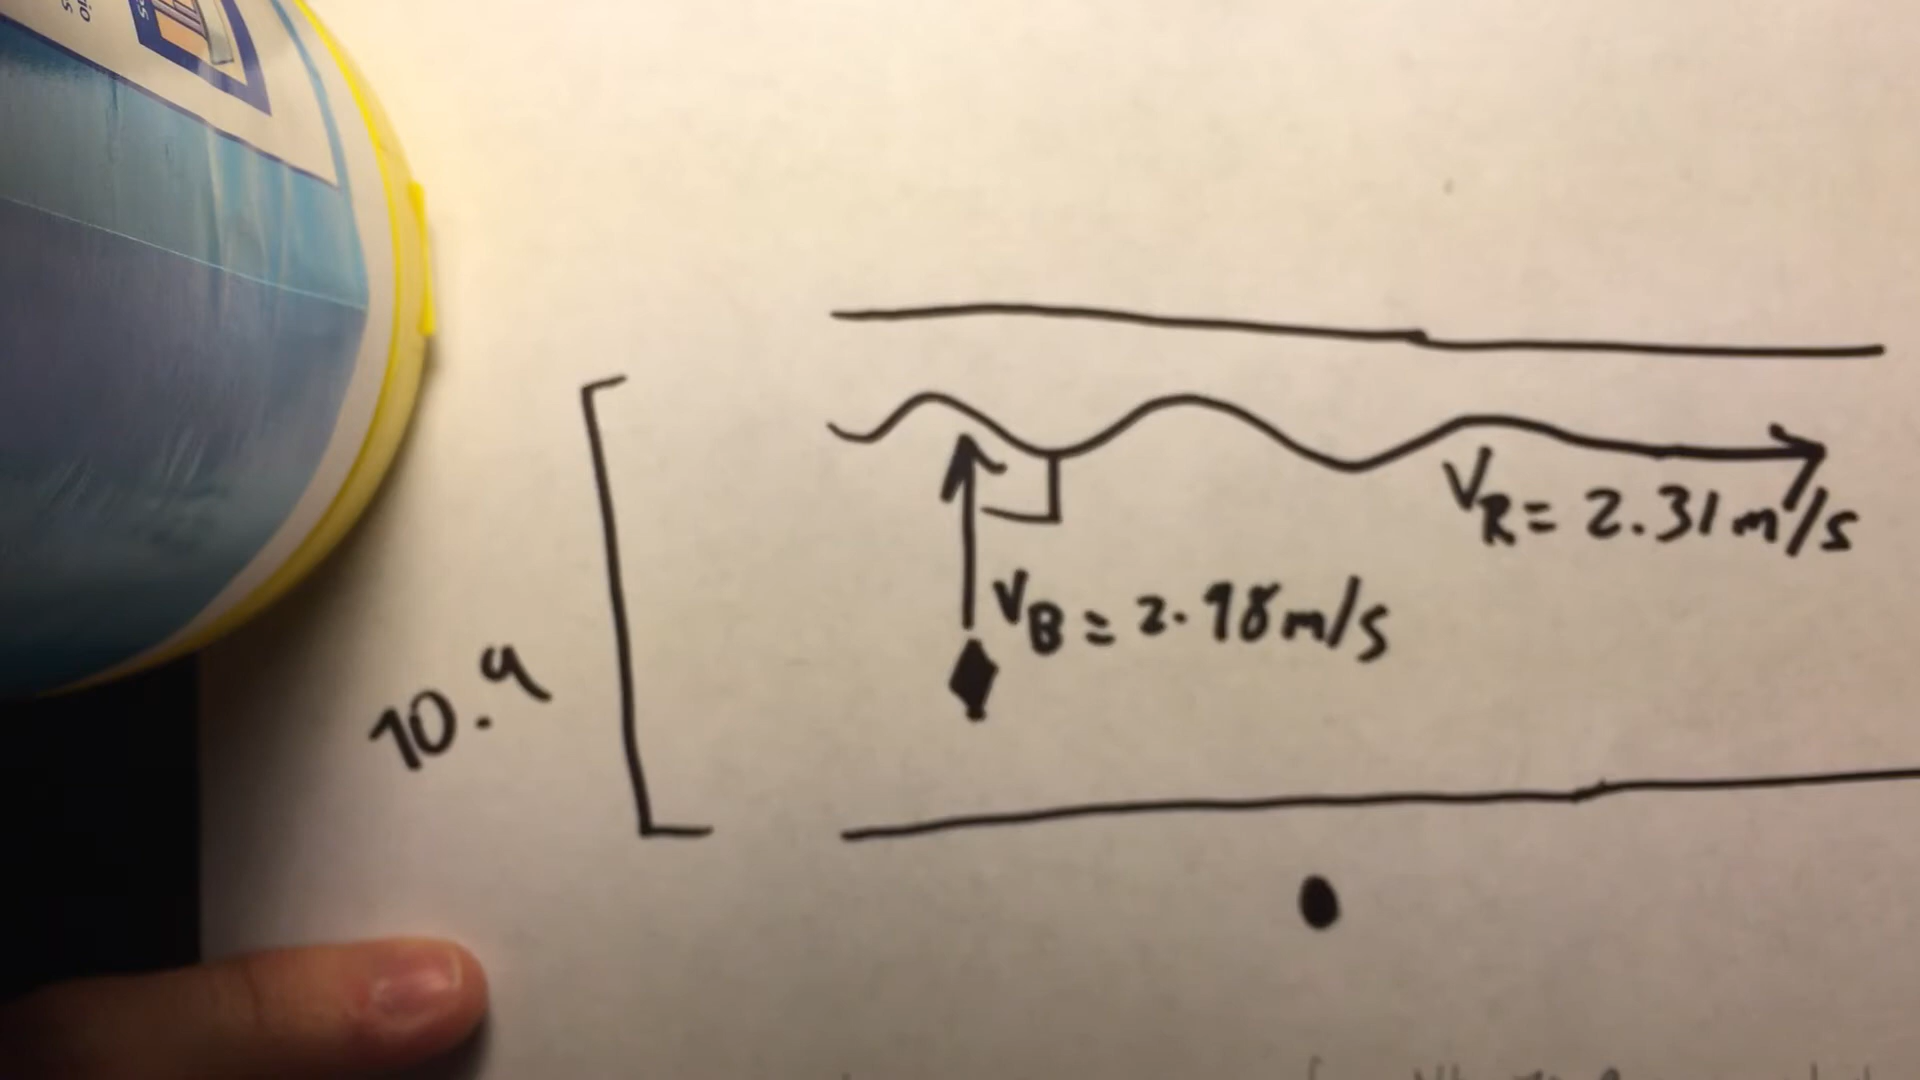 V_R = 2.31 m/s
V_B = 2.98 m/s
10.9